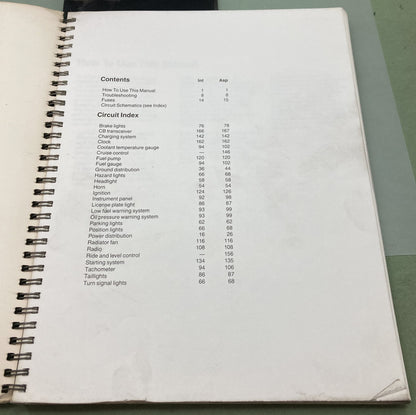 Contents Int Asp
How To Use This Manual 1 1
Troubleshooting 8 8
Fuses 14 15
Circuit Schematics (see Index)
Circuit Index
Brake lights 76 78
CB transceiver 166 167
Charging system 142 142
Clock 162 162
Coolant temperature gauge 94 102
Cruise control — 146
Fuel pump 120 120
Fuel gauge 94 102
Ground distribution 36 44
Hazard lights 66 68
Headlight 58 58
Horn 54 54
Ignition 124 126
Instrument panel 92 98
License plate light 86 87
Low fuel warning system 93 99
Oil pressure warning system 93 99
Parking lights 62 62
Position lights 66 68
Power distribution 16 26
Radiator fan 116 116
Radio 108 108
Ride and level control — 156
Starting system 134 135
Tachometer 94 106
Taillights 86 87
Turn signal lights 66 68